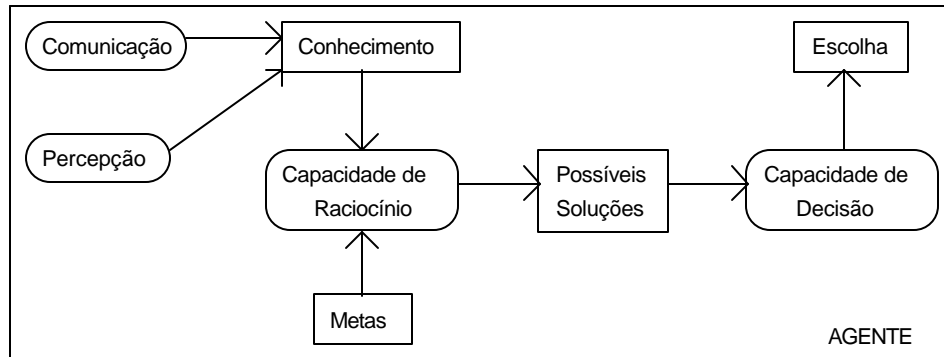 Comunicação
Conhecimento
Escolha
Percepção
Capacidade de
Raciocínio
Possíveis
Soluções
Capacidade de
Decisão
Metas
AGENTE